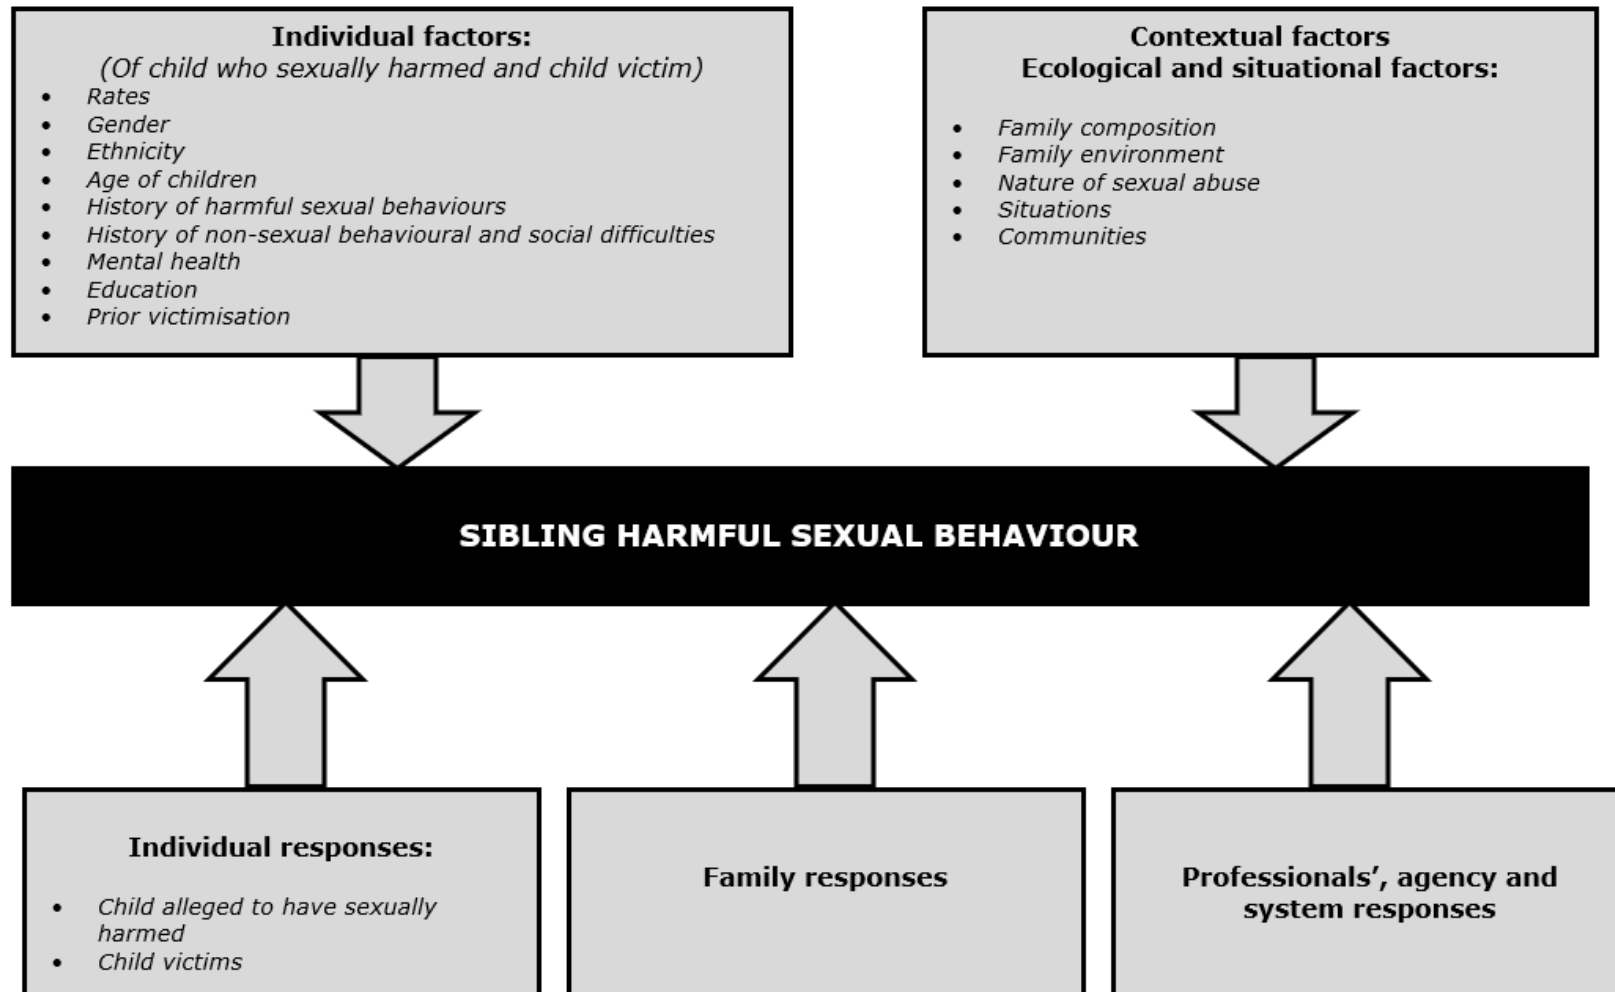 Individual factors:
(Of child who sexually harmed and child victim)
• Rates
• Gender
• Ethnicity
• Age of children
• History of harmful sexual behaviours
• History of non-sexual behavioural and social difficulties
• Mental health
• Education
• Prior victimisation
Contextual factors
Ecological and situational factors:
• Family composition
• Family environment
• Nature of sexual abuse
• Situations
• Communities
SIBLING HARMFUL SEXUAL BEHAVIOUR
Individual responses:
• Child alleged to have sexually
harmed
• Child victims
Family responses
Professionals’, agency and
system responses